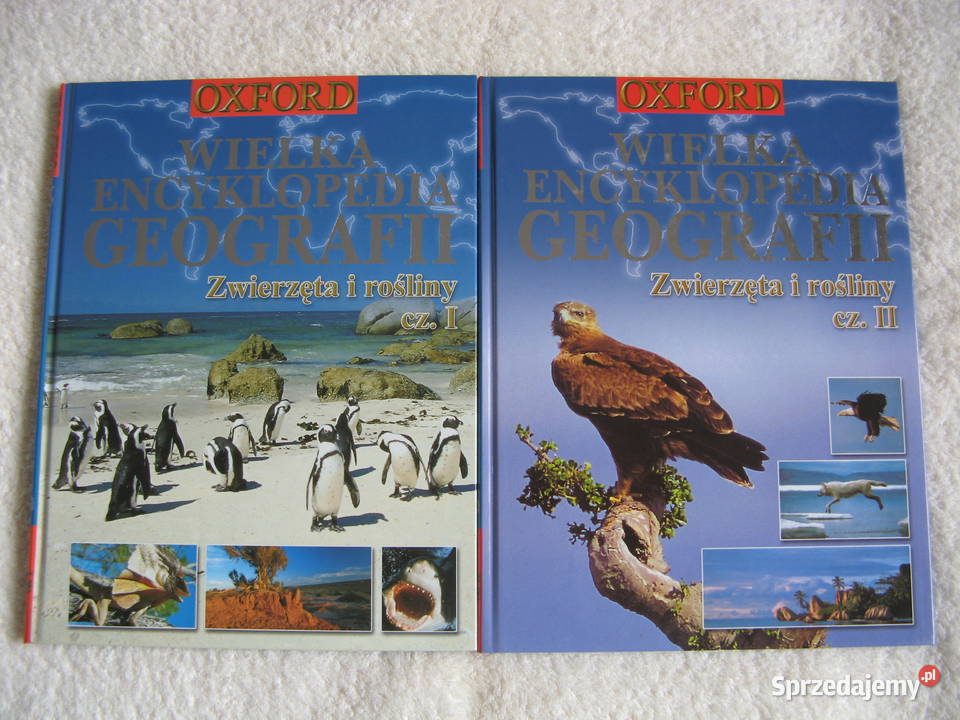 OXFORD
WIELKA
ENCYKLOPEDIA
GEOGRAFII
Zwierzęta i rośliny
cz. I
OXFORD
WIELKA
ENCYKLOPEDIA
GEOGRAFII
Zwierzęta i rośliny
cz. II
Sprzedajemy.pl